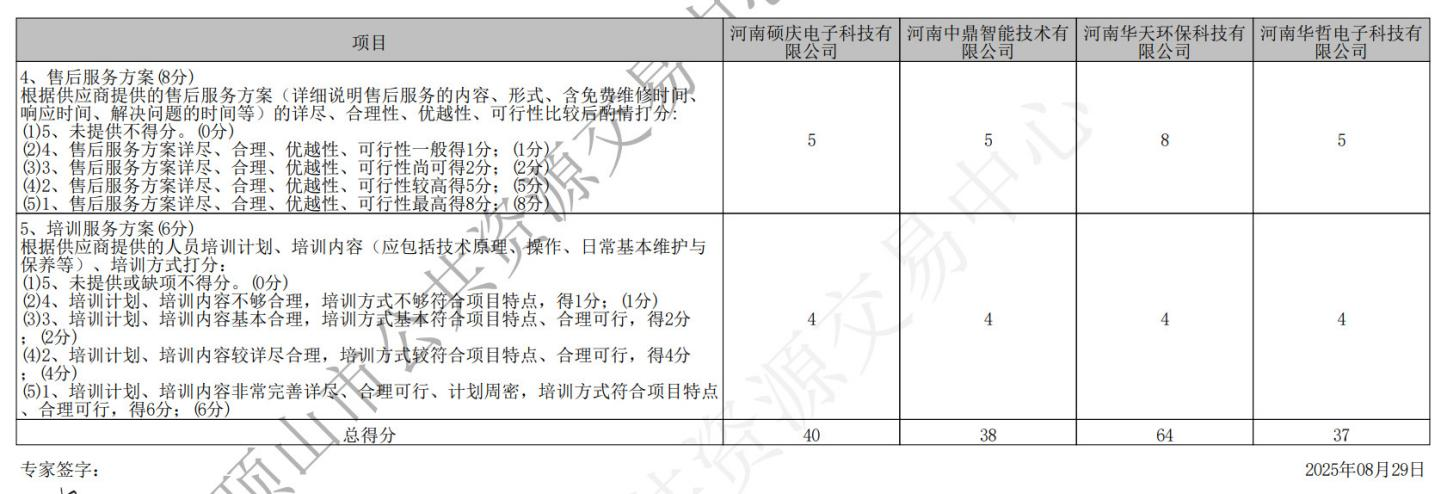 项目
河南硕庆电子科技有
限公司
河南中鼎智能技术有
限公司
河南华天环保科技有
限公司
河南华哲电子科技有
限公司
4、售后服务方案(8分)
根据供应商提供的售后服务方案（详细说明售后服务的内容、形式、含免费维修时间、
响应时间、解决问题的时间等）的详尽、合理性、优越性、可行性比较后酌情打分:
(1)5、未提供不得分。(0分)
(2)4、售后服务方案详尽、合理、优越性、可行性一般得1分；(1分)
(3)3、售后服务方案详尽、合理、优越性、可行性尚可得2分；(2分)
(4)2、售后服务方案详尽、合理、优越性、可行性较高得5分；(5分)
(5)1、售后服务方案详尽、合理、优越性、可行性最高得8分；(8分)
5
5
8
5
5、培训服务方案(6分)
根据供应商提供的人员培训计划、培训内容（应包括技术原理、操作、日常基本维护与
保养等）、培训方式打分：
(1)5、未提供或缺项不得分。(0分)
(2)4、培训计划、培训内容不够合理，培训方式不够符合项目特点，得1分；(1分)
(3)3、培训计划、培训内容基本合理，培训方式基本符合项目特点、合理可行，得2分
；(2分)
(4)2、培训计划、培训内容较详尽合理，培训方式较符合项目特点、合理可行，得4分
；(4分)
(5)1、培训计划、培训内容非常完善详尽、合理可行、计划周密，培训方式符合项目特点
、合理可行，得6分；(6分)
4
4
4
4
总得分
40
38
64
37
专家签字：
2025年08月29日
顶山市公共资源交易中心
共资源交易中心